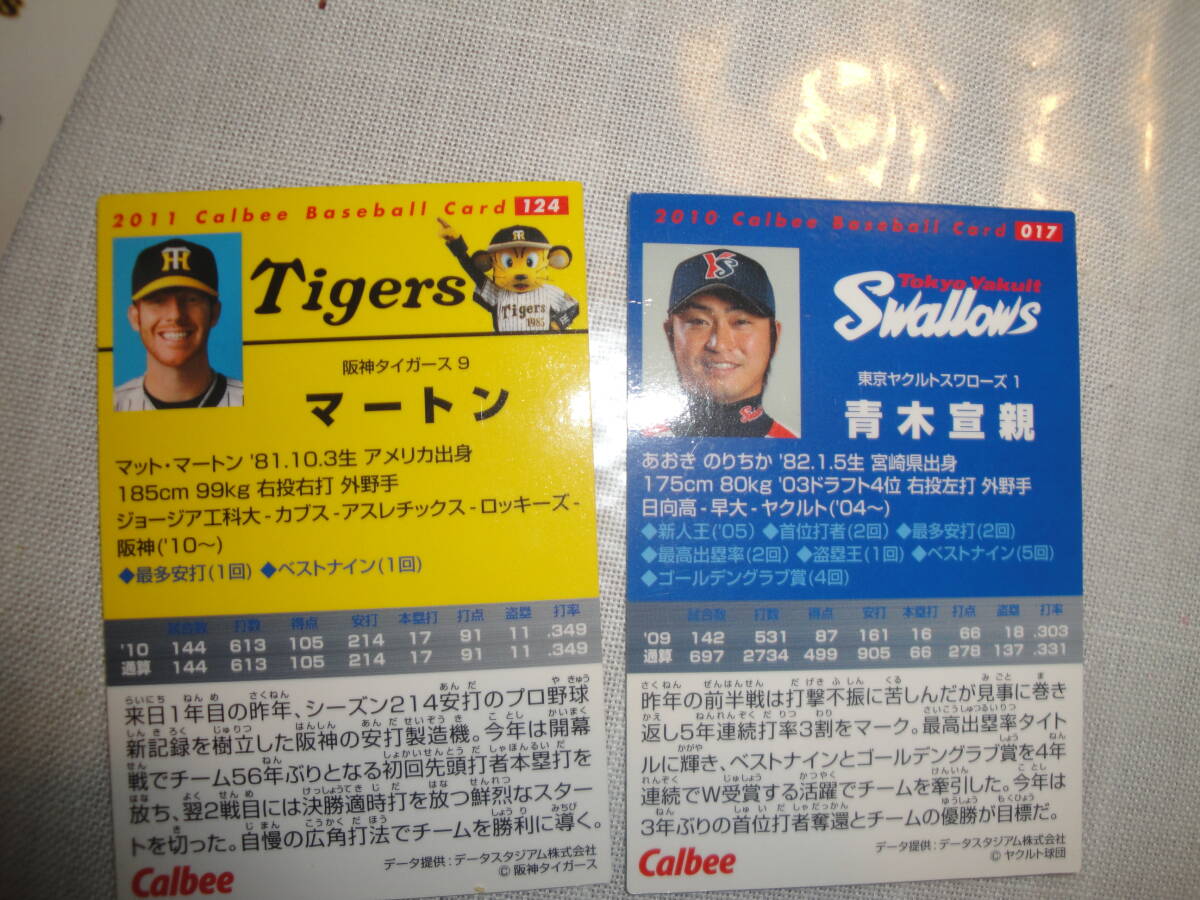 2011 Calbee Baseball Card 124
Tigers
Tigers
1985
阪神タイガース 9
マートン
マット・マートン '81.10.3生 アメリカ出身
185cm 99kg 右投右打 外野手
ジョージア工科大-カブス-アスレチックス-ロッキーズ-
阪神('10〜)
◆最多安打(1回) ◆ベストナイン(1回)
試合数 打数 得点 安打 本塁打 打点 盗塁 打率
'10 144 613 105 214 17 91 11 .349
通算 144 613 105 214 17 91 11 .349
来日1年目の昨年、シーズン214安打のプロ野球
新記録を樹立した阪神の安打製造機。今年は開幕
戦でチーム56年ぶりとなる初回先頭打者本塁打を
放ち、翌2戦目には決勝適時打を放つ鮮烈なスター
トを切った。自慢の広角打法でチームを勝利に導く。
データ提供:データスタジアム株式会社
Ⓒ阪神タイガース
Calbee
2010 Calbee Baseball Card 017
Tokyo Yakult
Swallows
東京ヤクルトスワローズ 1
青木宣親
あおき のりちか '82.1.5生 宮崎県出身
175cm 80kg '03ドラフト4位 右投左打 外野手
日向高-早大-ヤクルト('04〜)
◆新人王('05) ◆首位打者(2回) ◆最多安打(2回)
◆最高出塁率(2回) ◆盗塁王(1回) ◆ベストナイン(5回)
◆ゴールデングラブ賞(4回)
試合数 打数 得点 安打 本塁打 打点 盗塁 打率
'09 142 531 87 161 16 66 18 .303
通算 697 2734 499 905 66 278 137 .331
昨年の前半戦は打撃不振に苦しんだが見事に巻き
返し5年連続打率3割をマーク。最高出塁率タイト
ルに輝き、ベストナインとゴールデングラブ賞を4年
連続でW受賞する活躍でチームを牽引した。今年は
3年ぶりの首位打者奪還とチームの優勝が目標だ。
データ提供:データスタジアム株式会社
Ⓒヤクルト球団
Calbee